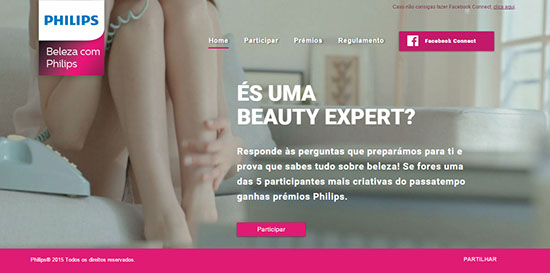 Caso não consigas fazer Facebook Connect, clica aqui.
PHILIPS
Beleza com
Philips
Home Participar Prémios Regulamento Facebook Connect
ÉS UMA
BEAUTY EXPERT?
Responde às perguntas que preparámos para ti e
prova que sabes tudo sobre beleza! Se fores uma
das 5 participantes mais criativas do passatempo
ganhas prémios Philips.
Participar
Philips® 2015 Todos os direitos reservados. PARTILHAR